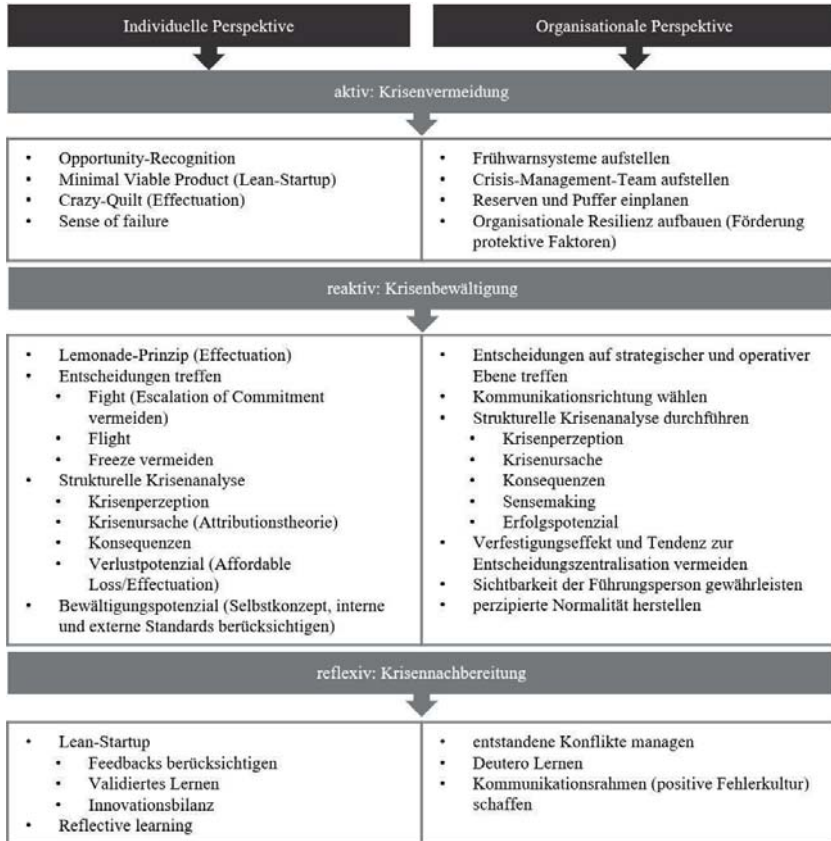 Individuelle Perspektive
Organisationale Perspektive
aktiv: Krisenvermeidung
• Opportunity-Recognition
• Minimal Viable Product (Lean-Startup)
• Crazy-Quilt (Effectuation)
• Sense of failure
• Frühwarnsysteme aufstellen
• Crisis-Management-Team aufstellen
• Reserven und Puffer einplanen
• Organisationale Resilienz aufbauen (Förderung
protektive Faktoren)
reaktiv: Krisenbewältigung
• Lemonade-Prinzip (Effectuation)
• Entscheidungen treffen
• Fight (Escalation of Commitment
vermeiden)
• Flight
• Freeze vermeiden
• Strukturelle Krisenanalyse
• Krisenperzeption
• Krisenursache (Attributionstheorie)
• Konsequenzen
• Verlustpotenzial (Affordable
Loss/Effectuation)
• Bewältigungspotenzial (Selbstkonzept, interne
und externe Standards berücksichtigen)
• Entscheidungen auf strategischer und operativer
Ebene treffen
• Kommunikationsrichtung wählen
• Strukturelle Krisenanalyse durchführen
• Krisenperzeption
• Krisenursache
• Konsequenzen
• Sensemaking
• Erfolgspotenzial
• Verfestigungseffekt und Tendenz zur
Entscheidungszentralisation vermeiden
• Sichtbarkeit der Führungsperson gewährleisten
• perzipierte Normalität herstellen
reflexiv: Krisennachbereitung
• Lean-Startup
• Feedbacks berücksichtigen
• Validiertes Lernen
• Innovationsbilanz
• Reflective learning
• entstandene Konflikte managen
• Deutero Lernen
• Kommunikationsrahmen (positive Fehlerkultur)
schaffen